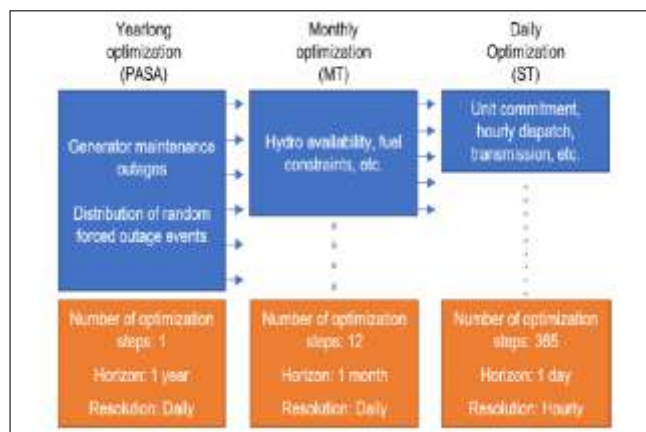 Yearlong
optimization
(PASA)
Monthly
optimization
(MT)
Daily
Optimization
(ST)
Generator maintenance
outages
Distribution of random
forced outage events
Hydro availability, fuel
constraints, etc.
Unit commitment,
hourly dispatch,
transmission, etc.
Number of optimization
steps: 1
Horizon: 1 year
Resolution: Daily
Number of optimization
steps: 12
Horizon: 1 month
Resolution: Daily
Number of optimization
steps: 365
Horizon: 1 day
Resolution: Hourly